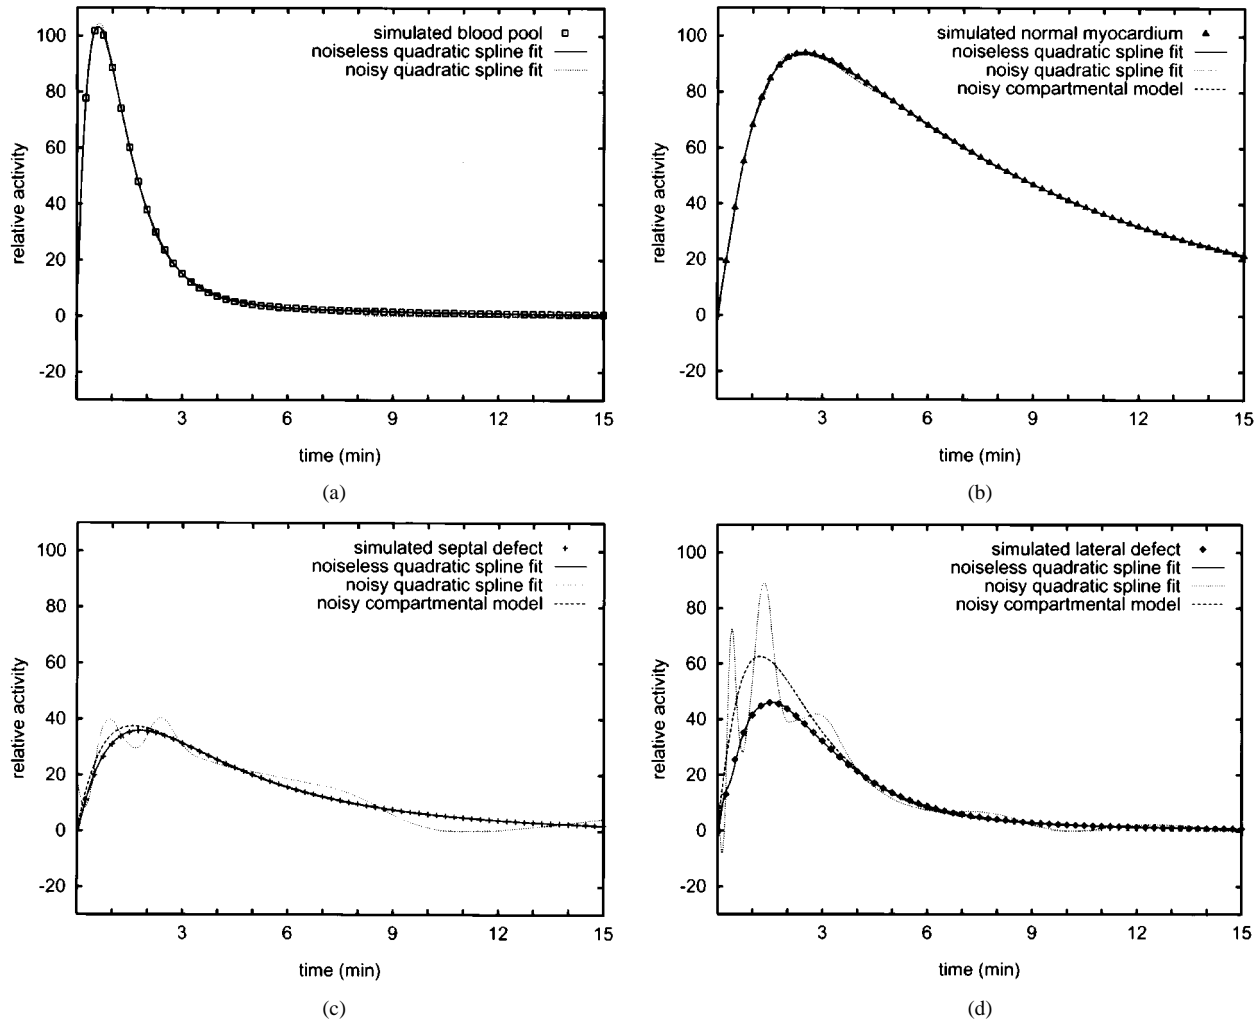 simulated blood pool
noiseless quadratic spline fit
noisy quadratic spline fit
relative activity
100
80
60
40
20
0
-20
3 6 9 12 15
time (min)
(a)
simulated normal myocardium
noiseless quadratic spline fit
noisy quadratic spline fit
noisy compartmental model
relative activity
100
80
60
40
20
0
-20
3 6 9 12 15
time (min)
(b)
simulated septal defect
noiseless quadratic spline fit
noisy quadratic spline fit
noisy compartmental model
relative activity
100
80
60
40
20
0
-20
3 6 9 12 15
time (min)
(c)
simulated lateral defect
noiseless quadratic spline fit
noisy quadratic spline fit
noisy compartmental model
relative activity
100
80
60
40
20
0
-20
3 6 9 12 15
time (min)
(d)